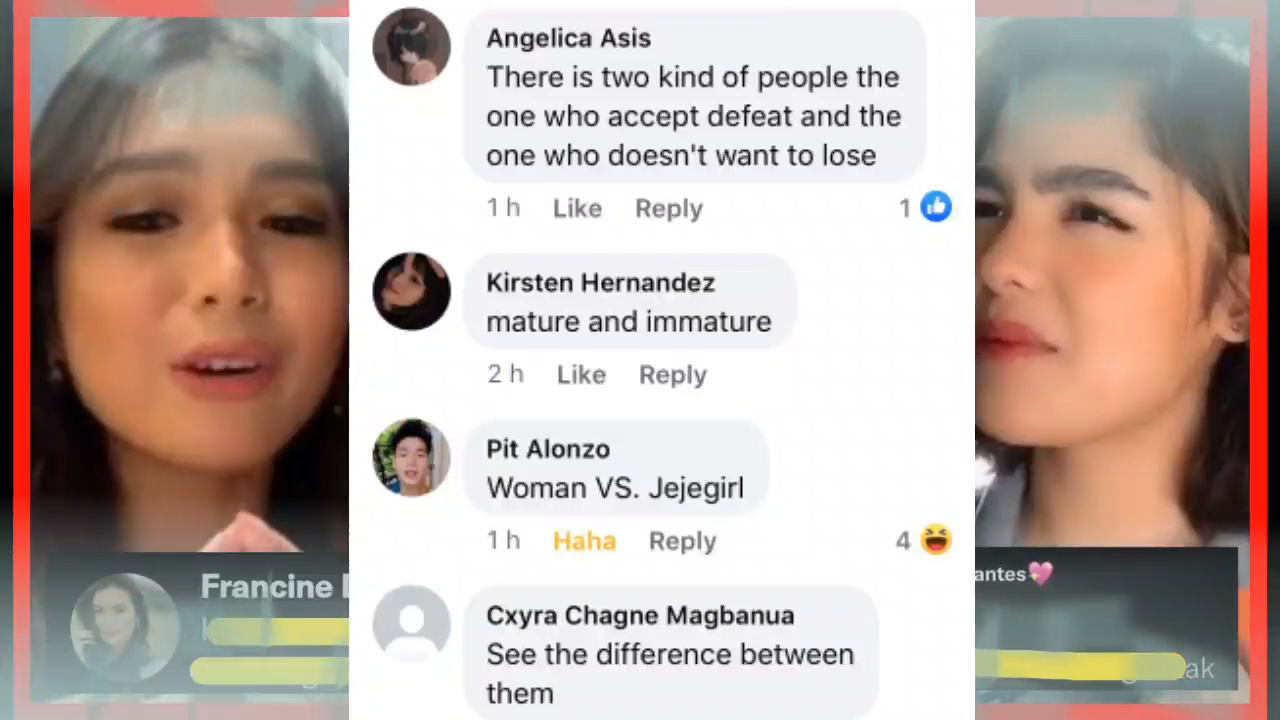 Angelica Asis
There is two kind of people the
one who accept defeat and the
one who doesn't want to lose
1 h Like Reply 1
Kirsten Hernandez
mature and immature
2 h Like Reply
Pit Alonzo
Woman VS. Jejegirl
1 h Haha Reply 4
Cxyra Chagne Magbanua
See the difference between
them
Francine
antes💖
ak